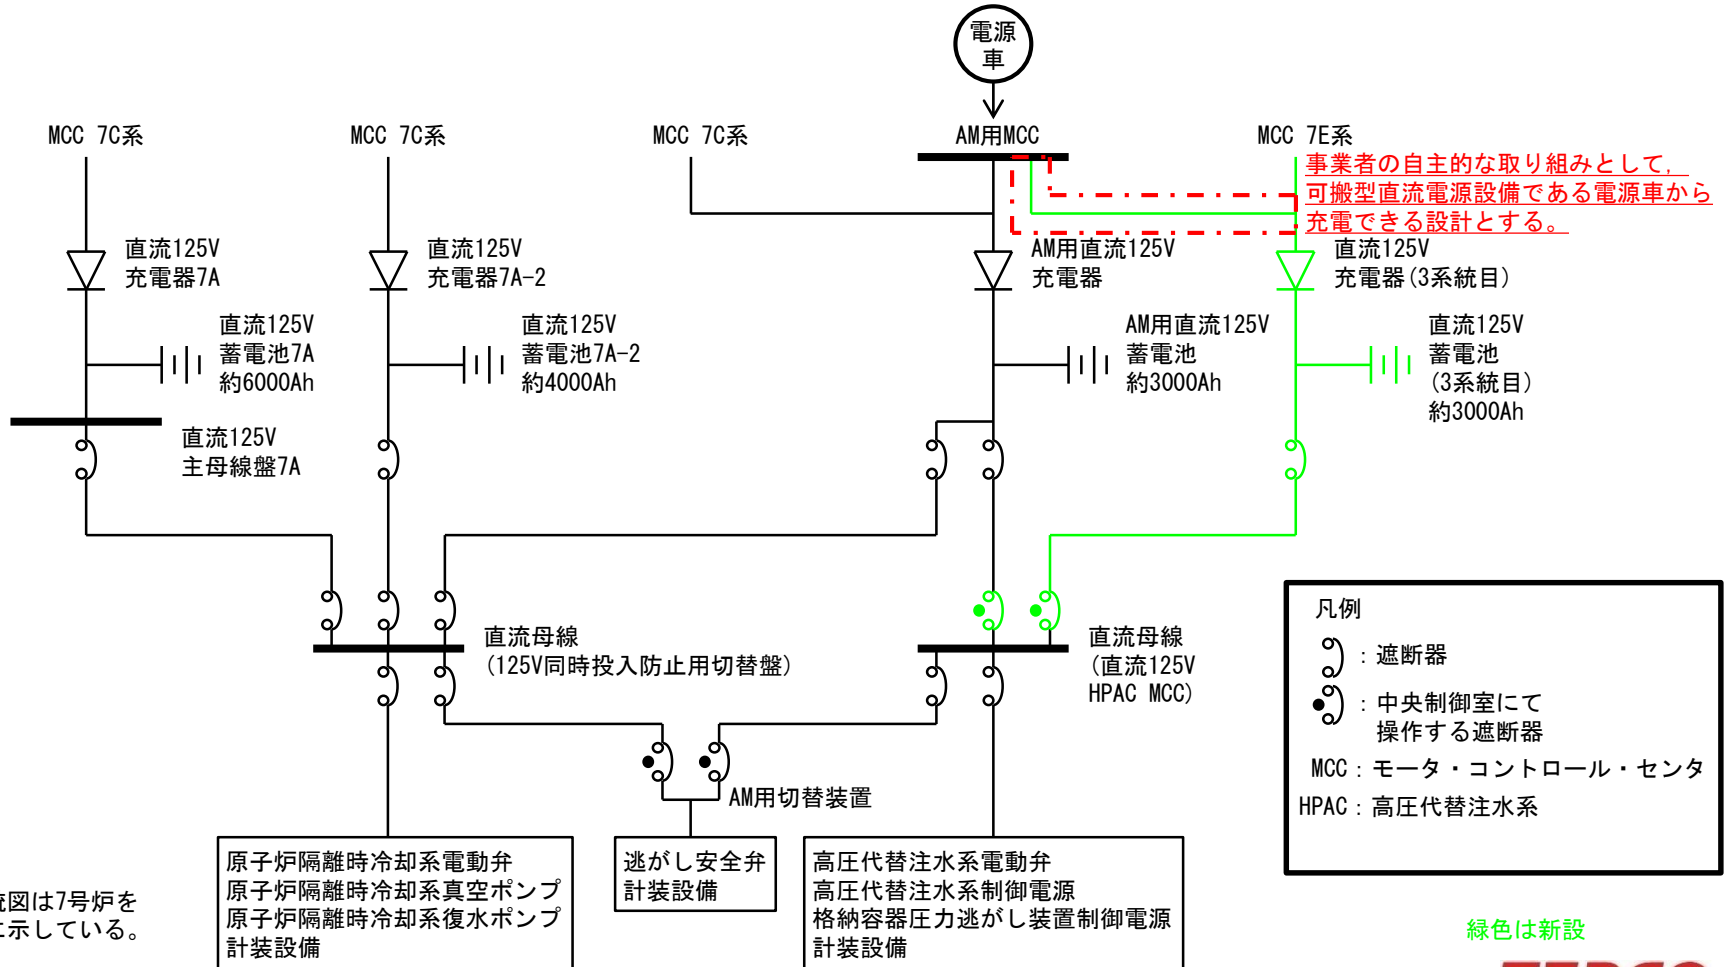 電源
車
MCC 7C系
MCC 7C系
MCC 7C系
AM用MCC
MCC 7E系
事業者の自主的な取り組みとして，
可搬型直流電源設備である電源車から
充電できる設計とする。
直流125V
充電器7A
直流125V
充電器7A-2
AM用直流125V
充電器
直流125V
充電器(3系統目)
直流125V
蓄電池7A
約6000Ah
直流125V
蓄電池7A-2
約4000Ah
AM用直流125V
蓄電池
約3000Ah
直流125V
蓄電池
(3系統目)
約3000Ah
直流125V
主母線盤7A
直流母線
(125V同時投入防止用切替盤)
直流母線
(直流125V
HPAC MCC)
AM用切替装置
凡例
：遮断器
：中央制御室にて
操作する遮断器
MCC：モータ・コントロール・センタ
HPAC：高圧代替注水系
原子炉隔離時冷却系電動弁
原子炉隔離時冷却系真空ポンプ
原子炉隔離時冷却系復水ポンプ
計装設備
逃がし安全弁
計装設備
高圧代替注水系電動弁
高圧代替注水系制御電源
格納容器圧力逃がし装置制御電源
計装設備
図は7号炉を
示している。
緑色は新設